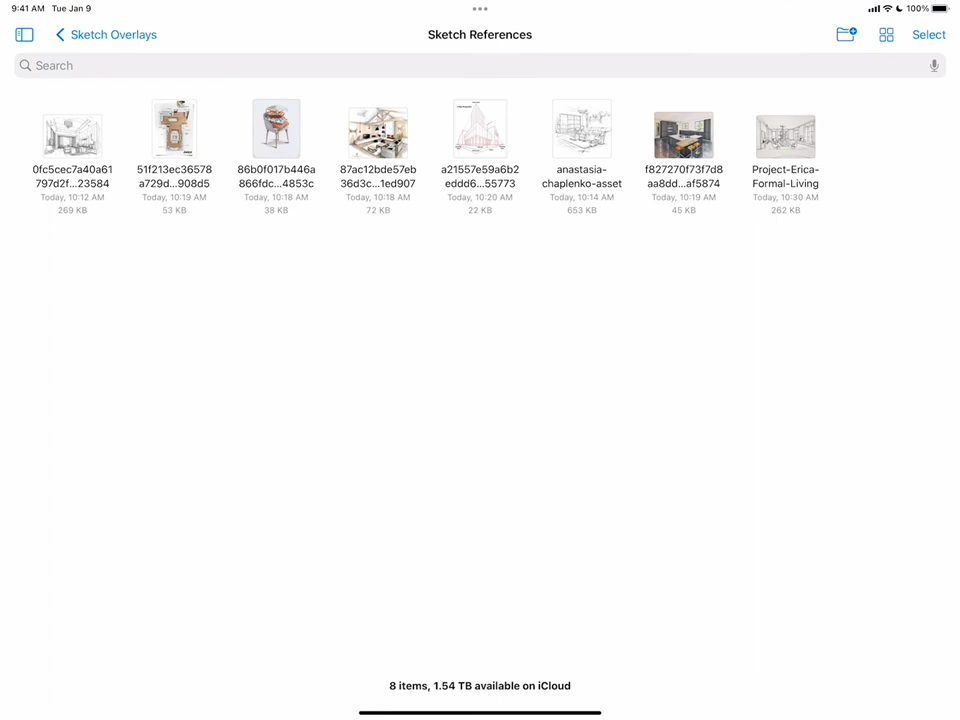 9:41 AM Tue Jan 9
100%
Sketch Overlays
Sketch References
Select
Search
0fc5cec7a40a61
797d2f...23584
Today, 10:12 AM
269 KB
51f213ec36578
a729d...908d5
Today, 10:19 AM
53 KB
86b0f017b446a
866fdc...4853c
Today, 10:18 AM
38 KB
87ac12bde57eb
36d3c...1ed907
Today, 10:18 AM
72 KB
a21557e59a6b2
eddd6...55773
Today, 10:20 AM
22 KB
anastasia-
chaplenko-asset
Today, 10:14 AM
653 KB
f827270f73f7d8
aa8dd...af5874
Today, 10:19 AM
45 KB
Project-Erica-
Formal-Living
Today, 10:30 AM
262 KB
8 items, 1.54 TB available on iCloud